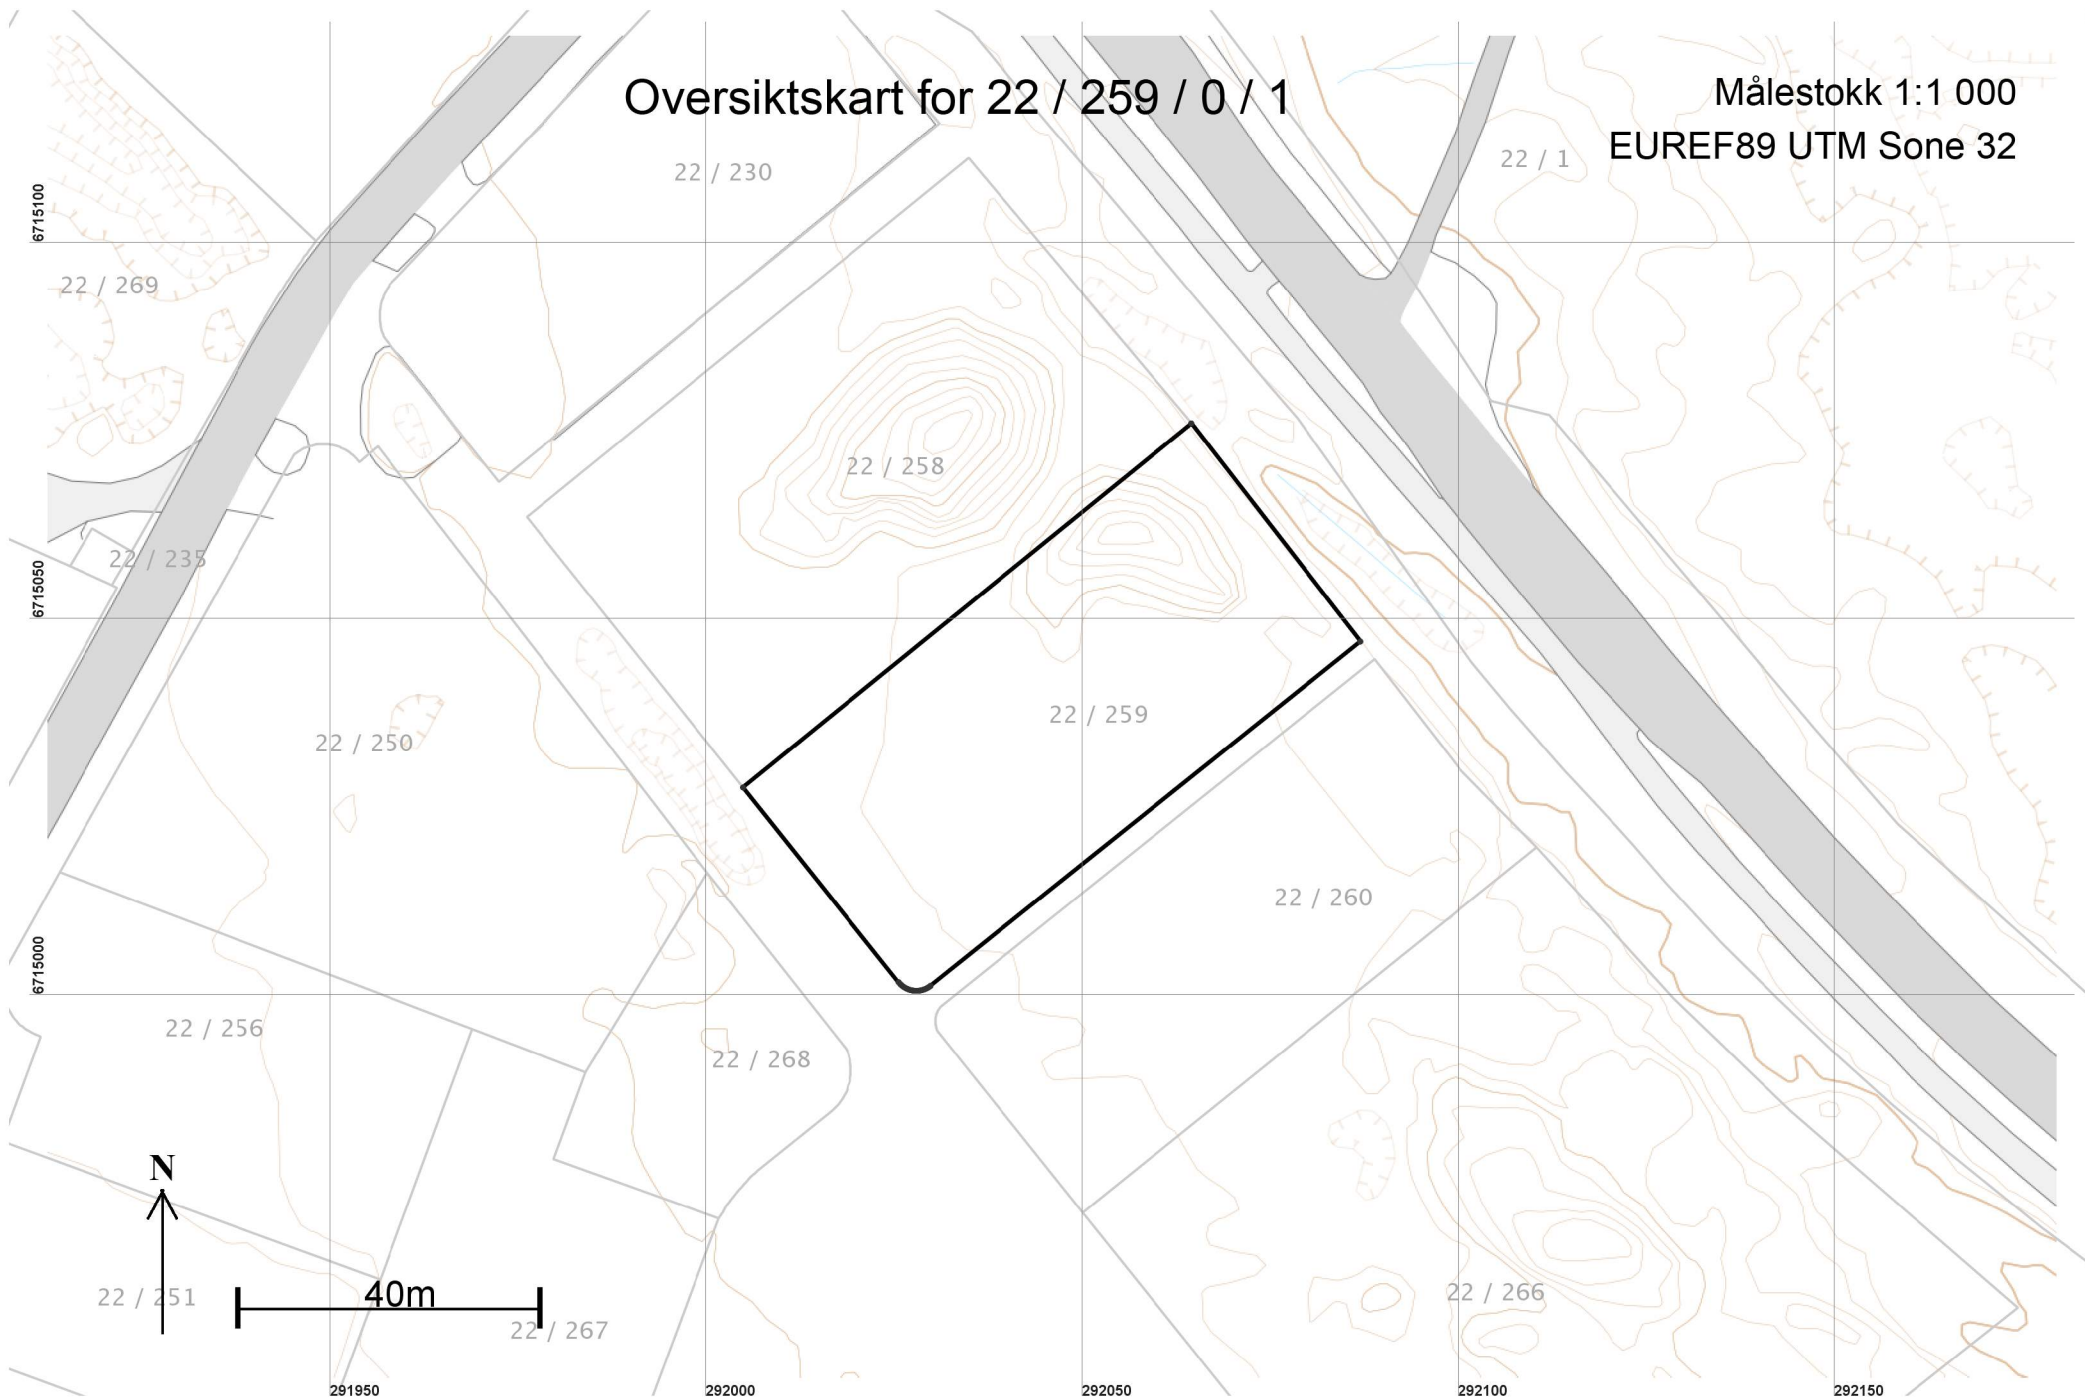 Oversiktskart for 22 / 259 / 0 / 1
Målestokk 1:1 000
EUREF89 UTM Sone 32
22 / 230
22 / 1
6715100
22 / 269
22 / 258
22 / 235
6715050
22 / 259
22 / 250
22 / 260
6715000
22 / 256
22 / 268
N
22 / 251
40m
22 / 267
22 / 266
291950
292000
292050
292100
292150